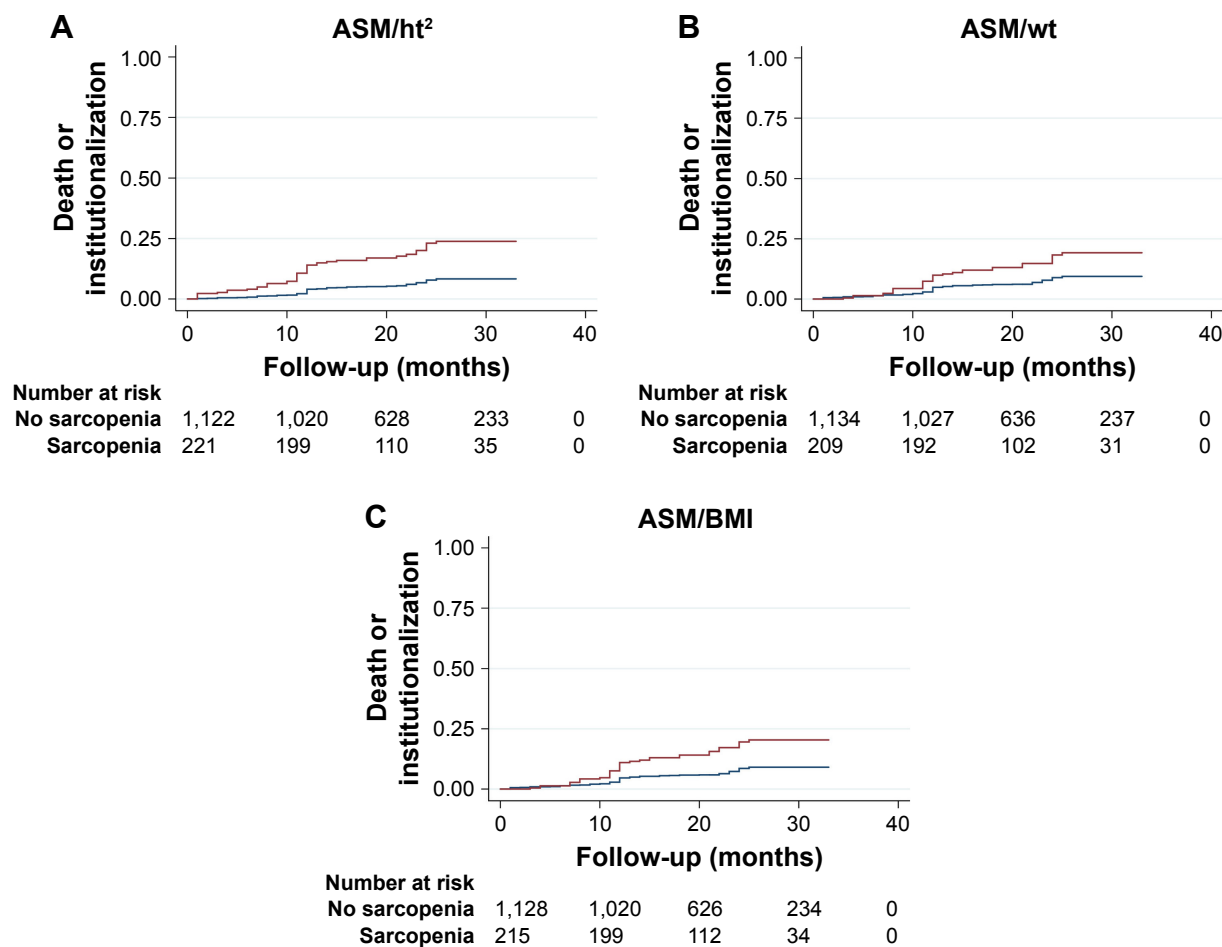 A
ASM/ht²
Death or
institutionalization
1.00
0.75
0.50
0.25
0.00
0 10 20 30 40
Follow-up (months)
Number at risk
No sarcopenia 1,122 1,020 628 233 0
Sarcopenia 221 199 110 35 0
B
ASM/wt
Death or
institutionalization
1.00
0.75
0.50
0.25
0.00
0 10 20 30 40
Follow-up (months)
Number at risk
No sarcopenia 1,134 1,027 636 237 0
Sarcopenia 209 192 102 31 0
C
ASM/BMI
Death or
institutionalization
1.00
0.75
0.50
0.25
0.00
0 10 20 30 40
Follow-up (months)
Number at risk
No sarcopenia 1,128 1,020 626 234 0
Sarcopenia 215 199 112 34 0